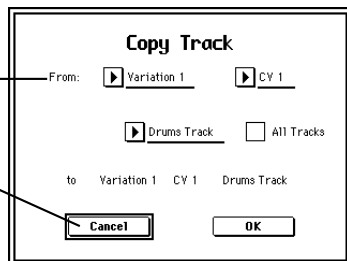 Copy Track
From: Variation 1 CV 1
Drums Track All Tracks
to Variation 1 CV 1 Drums Track
Cancel OK